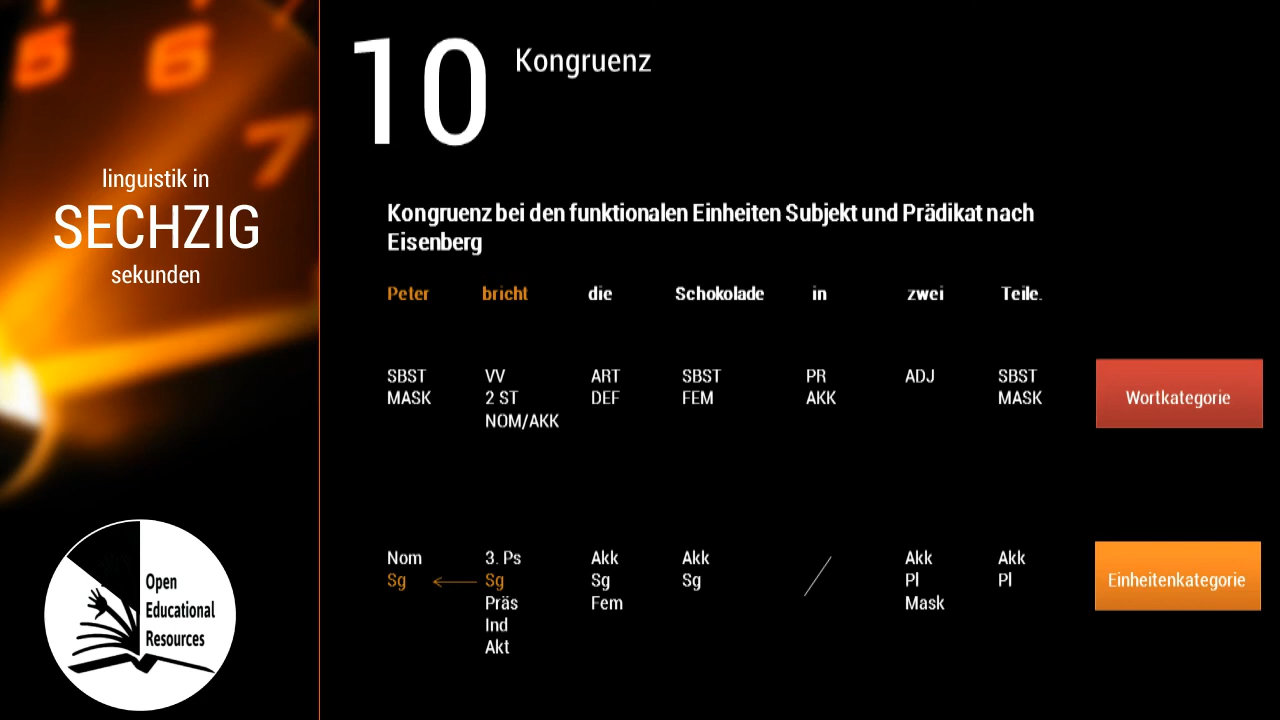 5 6 7
linguistik in
SECHZIG
sekunden
Open
Educational
Resources
10 Kongruenz
Kongruenz bei den funktionalen Einheiten Subjekt und Prädikat nach
Eisenberg
Peter bricht die Schokolade in zwei Teile.
SBST VV ART SBST PR ADJ SBST
MASK 2 ST DEF FEM AKK MASK
NOM/AKK
Wortkategorie
Nom 3. Ps Akk Akk Akk Akk
Sg Sg Sg Sg Pl Pl
Präs Fem Mask
Ind
Akt
Einheitenkategorie